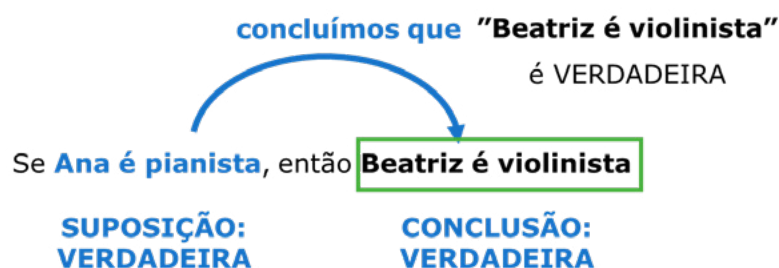 concluímos que ”Beatriz é violinista”
é VERDADEIRA
Se Ana é pianista, então Beatriz é violinista
SUPOSIÇÃO: CONCLUSÃO:
VERDADEIRA VERDADEIRA